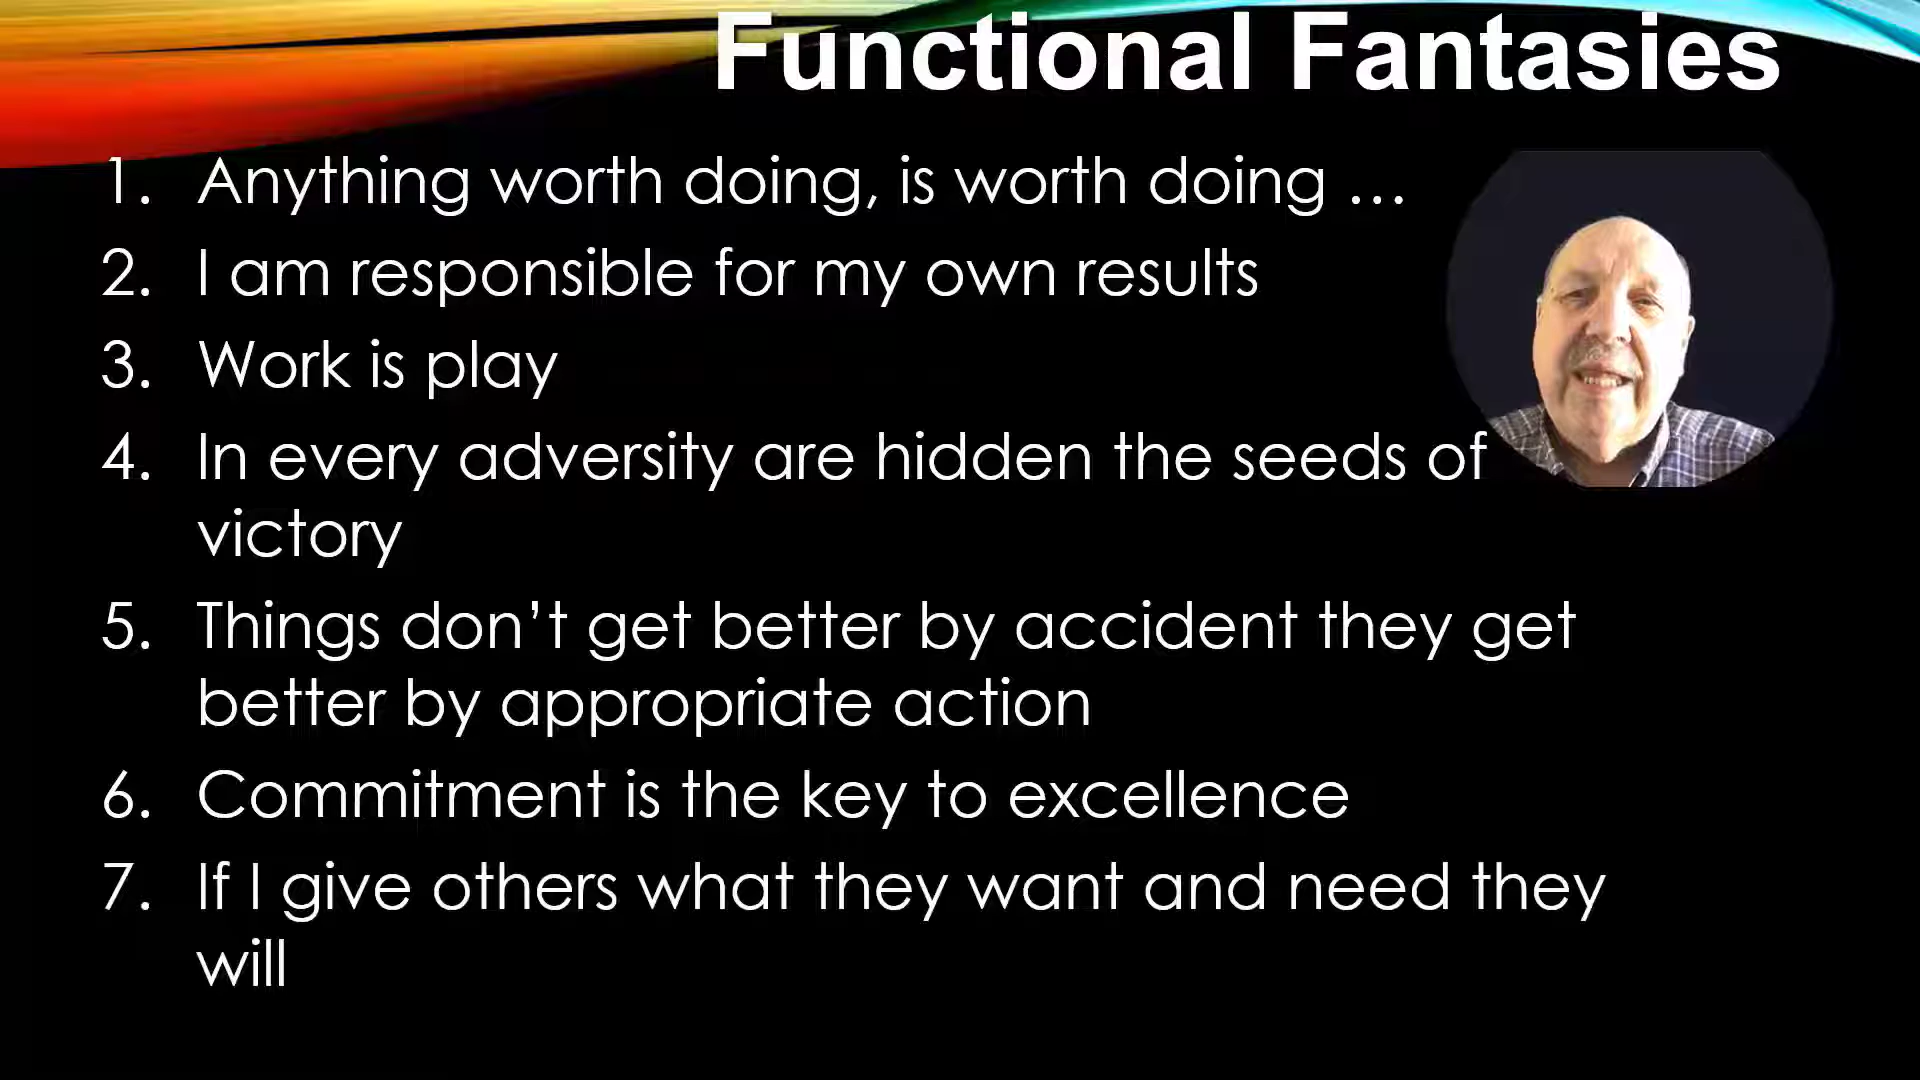 Functional Fantasies
1. Anything worth doing, is worth doing …
2. I am responsible for my own results
3. Work is play
4. In every adversity are hidden the seeds of
victory
5. Things don’t get better by accident they get
better by appropriate action
6. Commitment is the key to excellence
7. If I give others what they want and need they
will